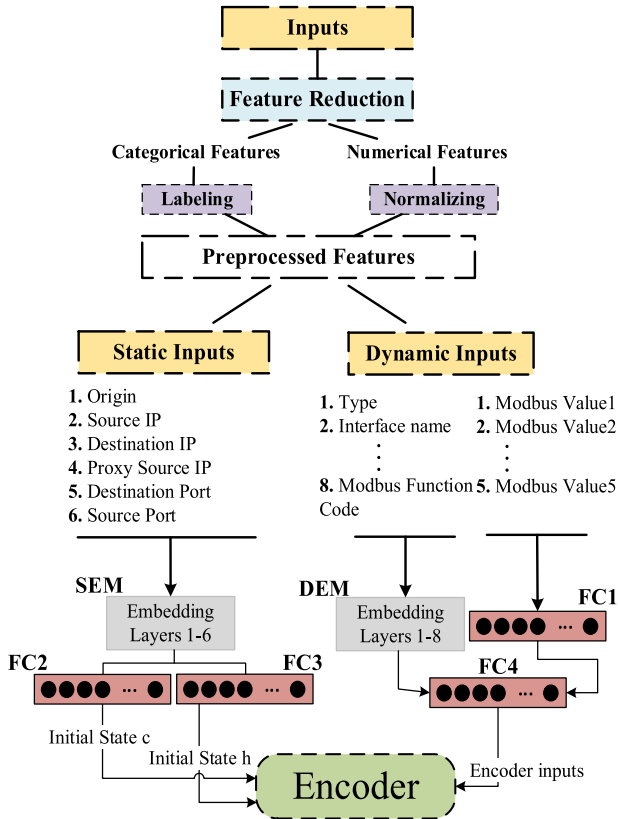 Inputs
Feature Reduction
Categorical Features
Numerical Features
Labeling
Normalizing
Preprocessed Features
Static Inputs
Dynamic Inputs
1. Origin
2. Source IP
3. Destination IP
4. Proxy Source IP
5. Destination Port
6. Source Port
1. Type
2. Interface name
8. Modbus Function
Code
1. Modbus Value1
2. Modbus Value2
5. Modbus Value5
SEM
Embedding
Layers 1-6
DEM
Embedding
Layers 1-8
FC1
FC2
...
FC3
...
FC4
...
...
Initial State c
Initial State h
Encoder inputs
Encoder